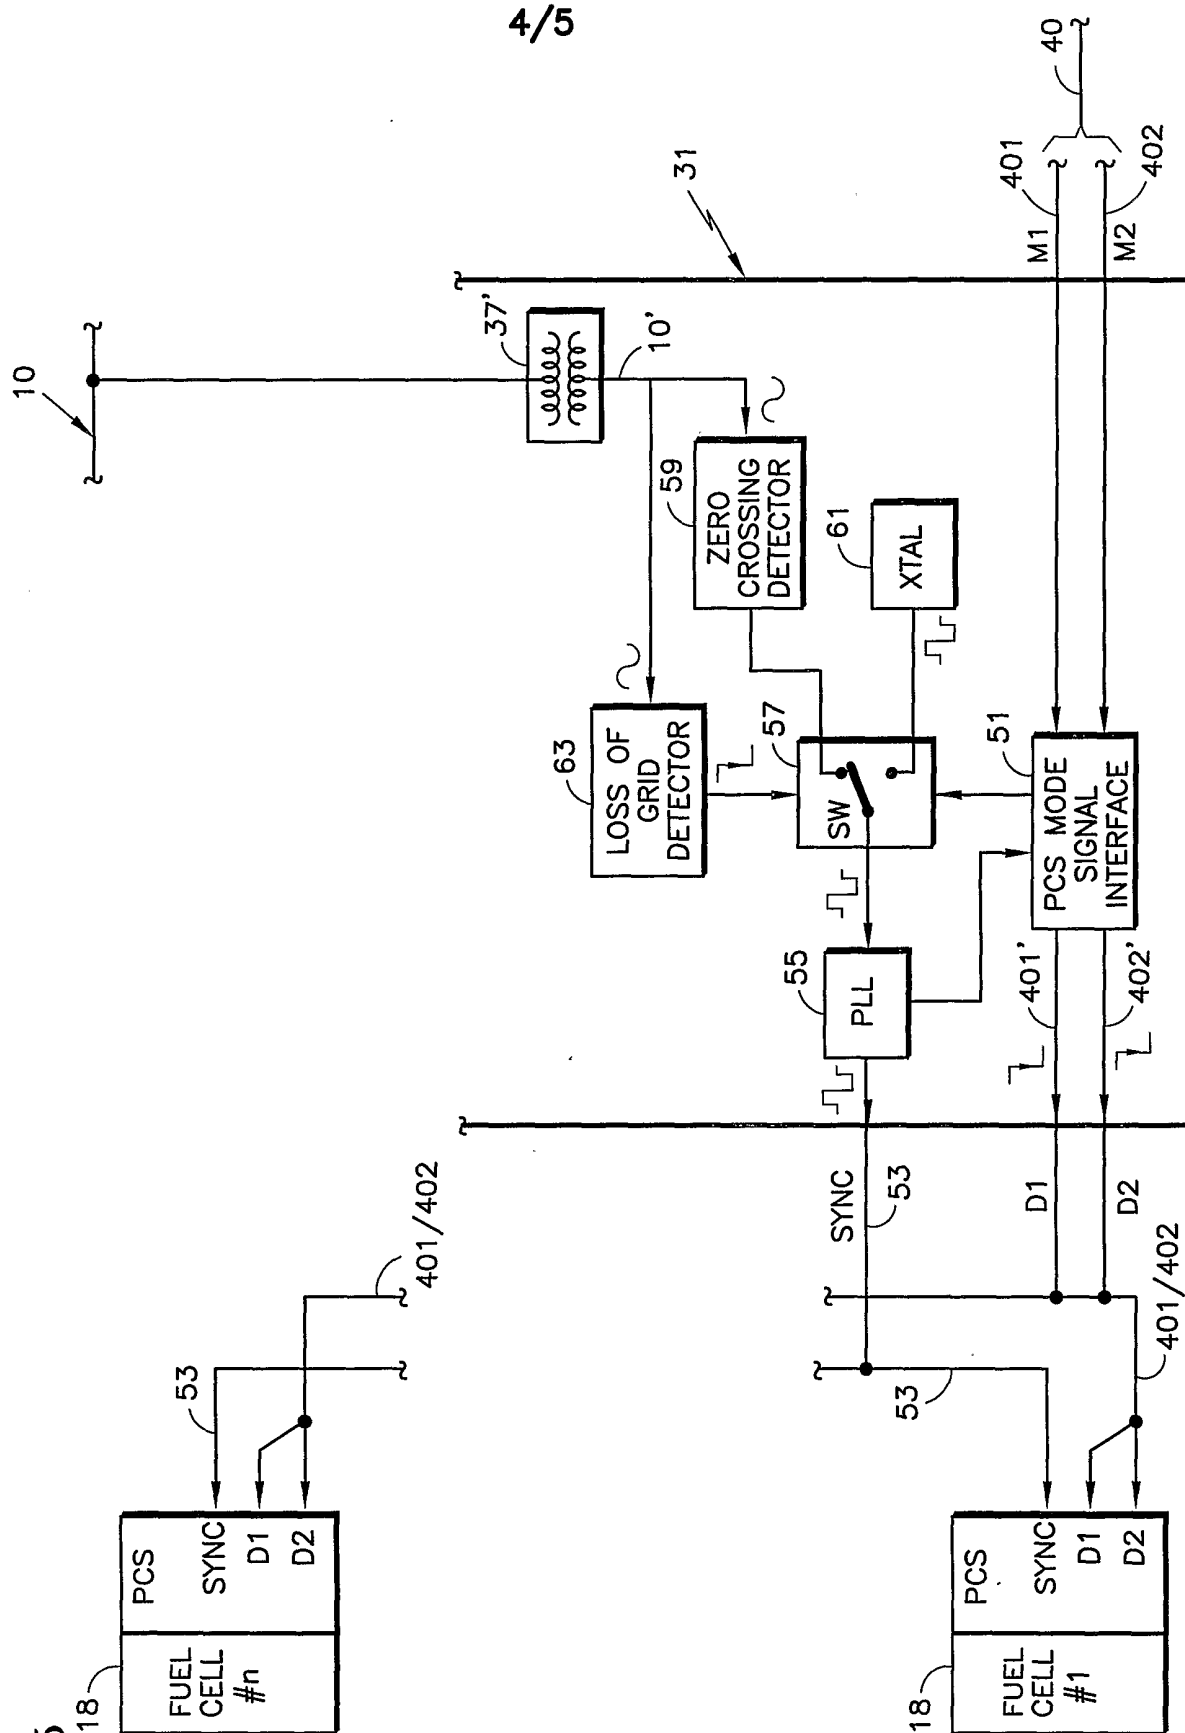 4/5
10
37'
10'
31
40
401
M1
M2
402
63
LOSS OF
GRID
DETECTOR
59
ZERO
CROSSING
DETECTOR
61
XTAL
57
SW
55
PLL
51
PCS MODE
SIGNAL
INTERFACE
401'
402'
SYNC
53
D1
D2
401/402
53
401/402
53
18
FUEL
CELL
#n
PCS
SYNC
D1
D2
18
FUEL
CELL
#1
PCS
SYNC
D1
D2